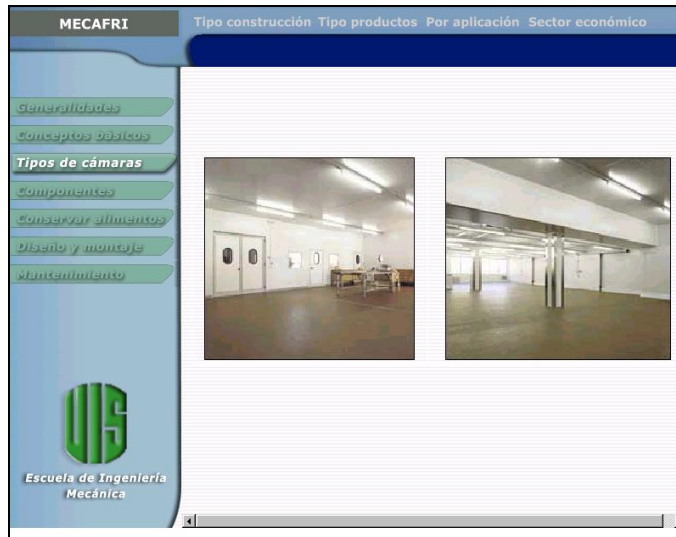 MECAFRI
Tipo construcción Tipo productos Por aplicación Sector económico
Generalidades
Conceptos básicos
Tipos de cámaras
Componentes
Conservar alimentos
Diseño y montaje
Mantenimiento
UIS
Escuela de Ingeniería
Mecánica